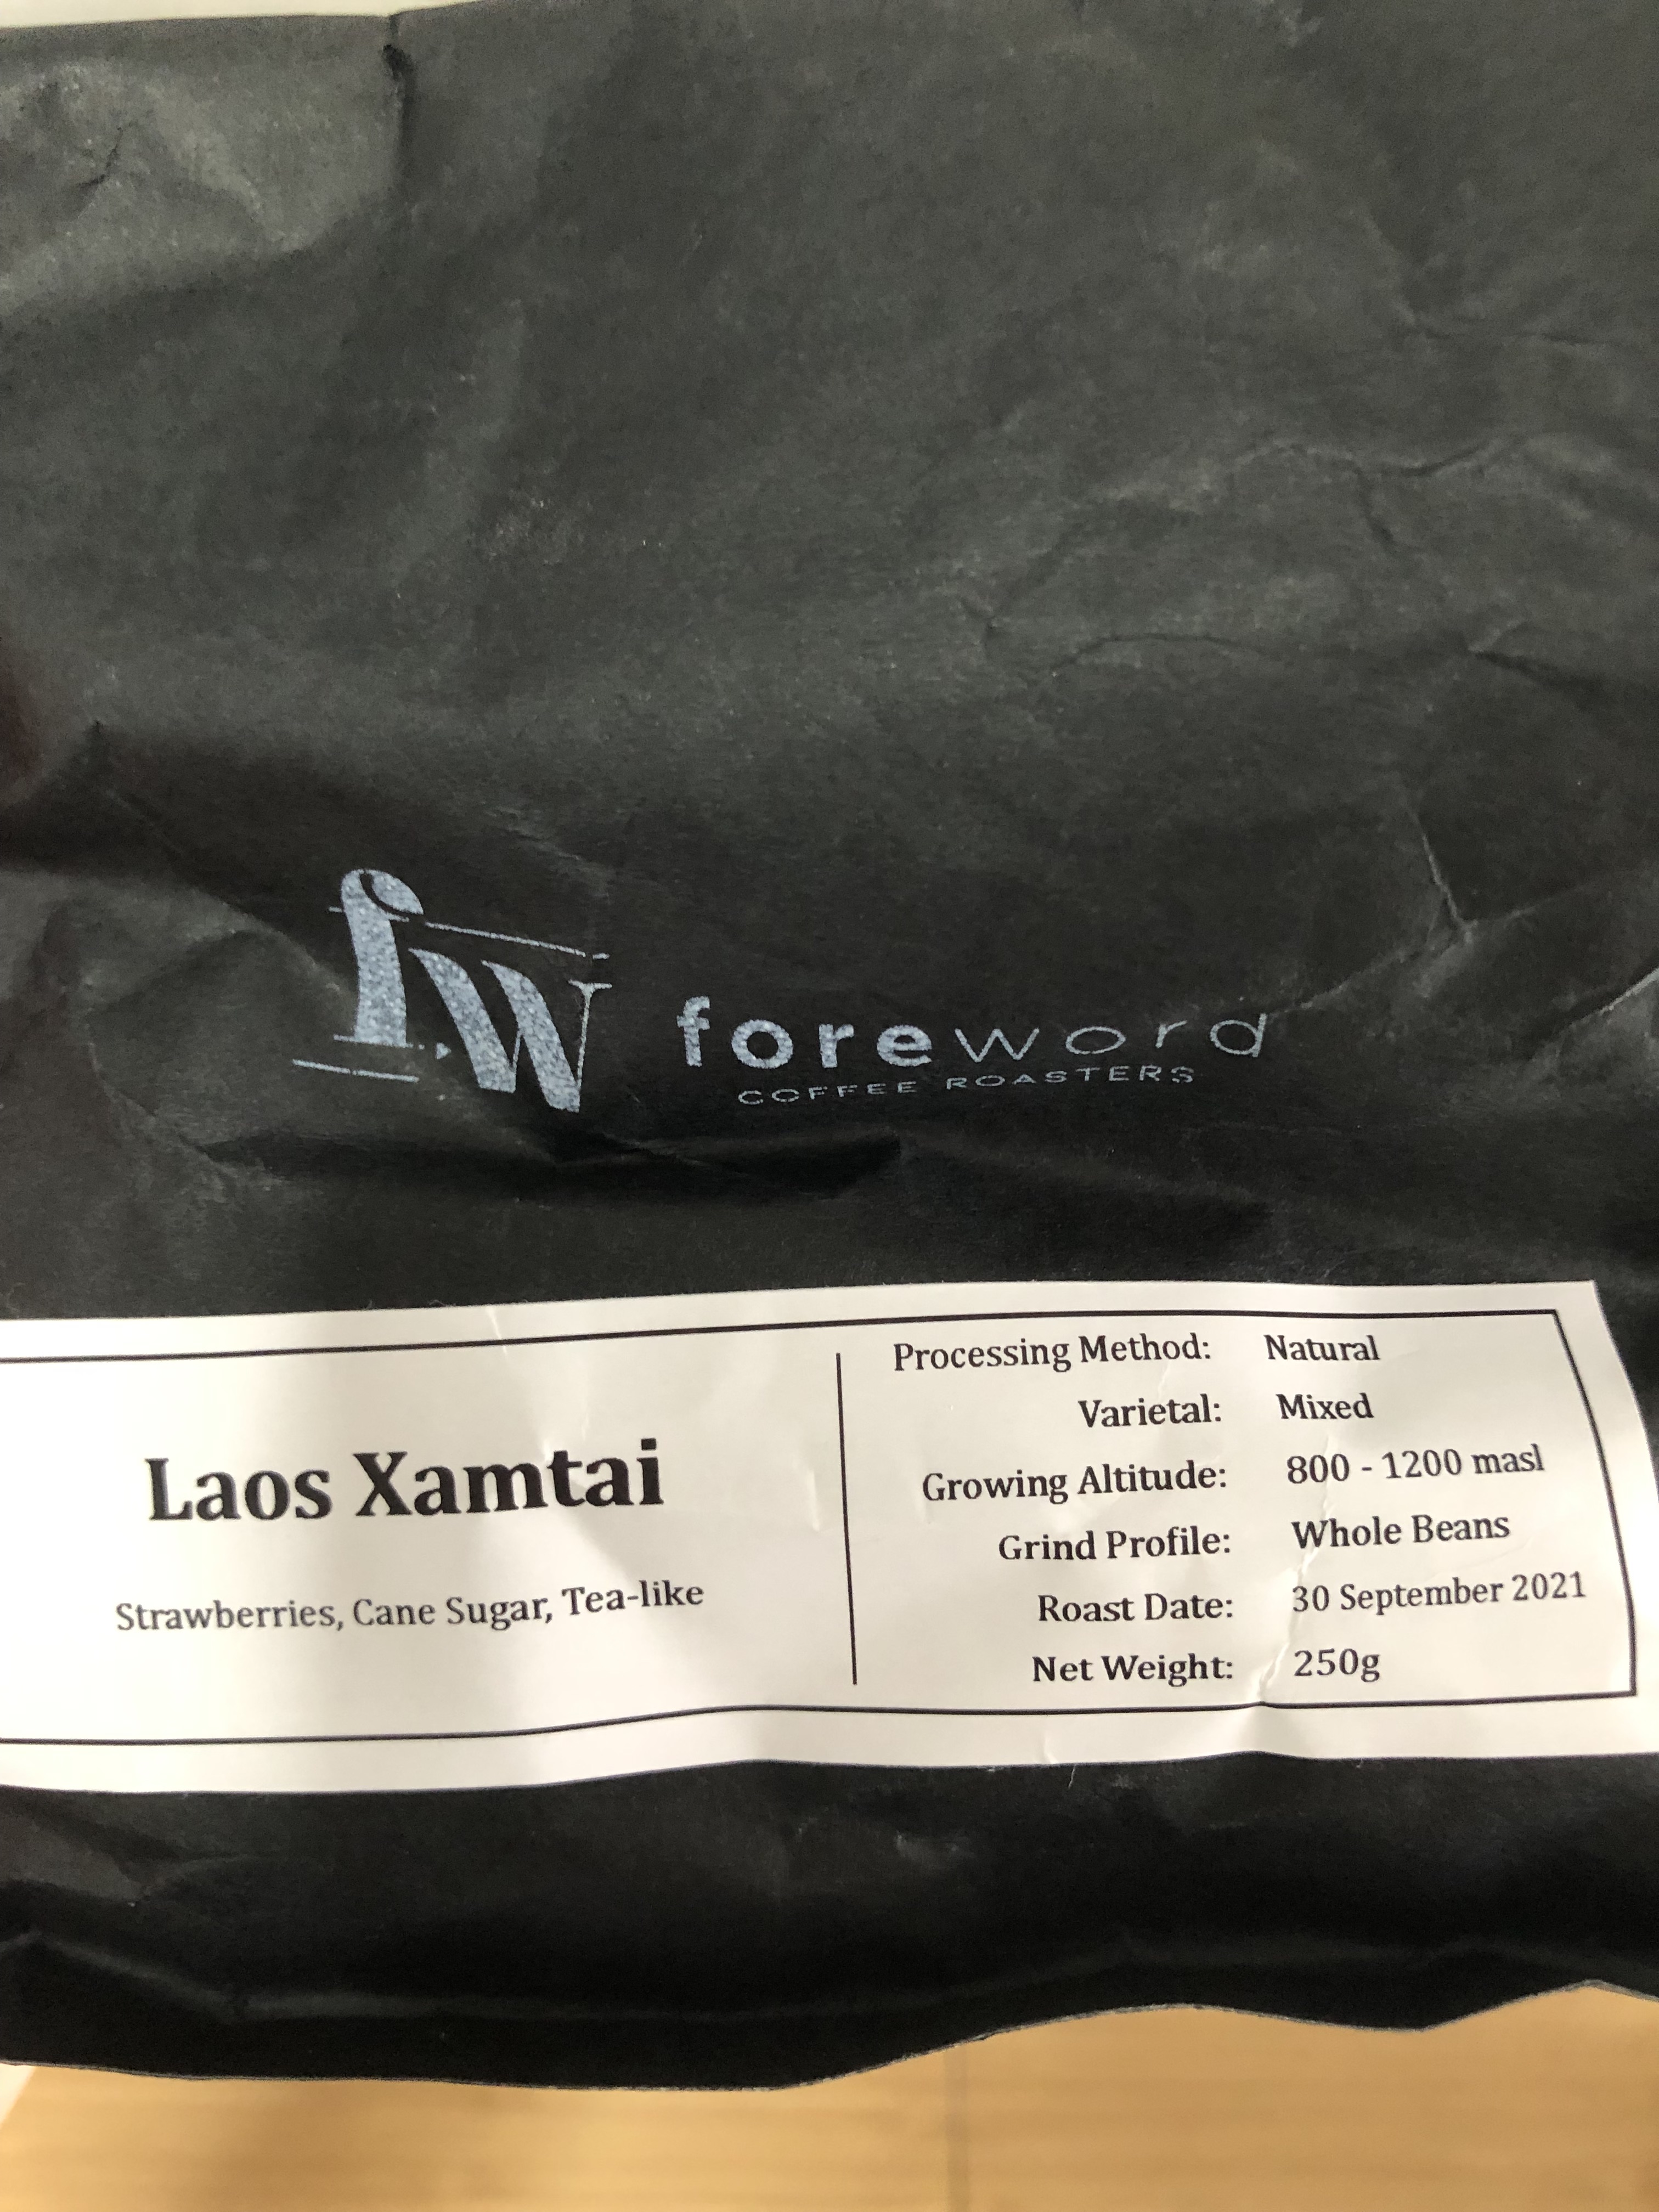 fw
foreword
COFFEE ROASTERS
Laos Xamtai
Strawberries, Cane Sugar, Tea-like
Processing Method: Natural
Varietal: Mixed
Growing Altitude: 800 - 1200 masl
Grind Profile: Whole Beans
Roast Date: 30 September 2021
Net Weight: 250g